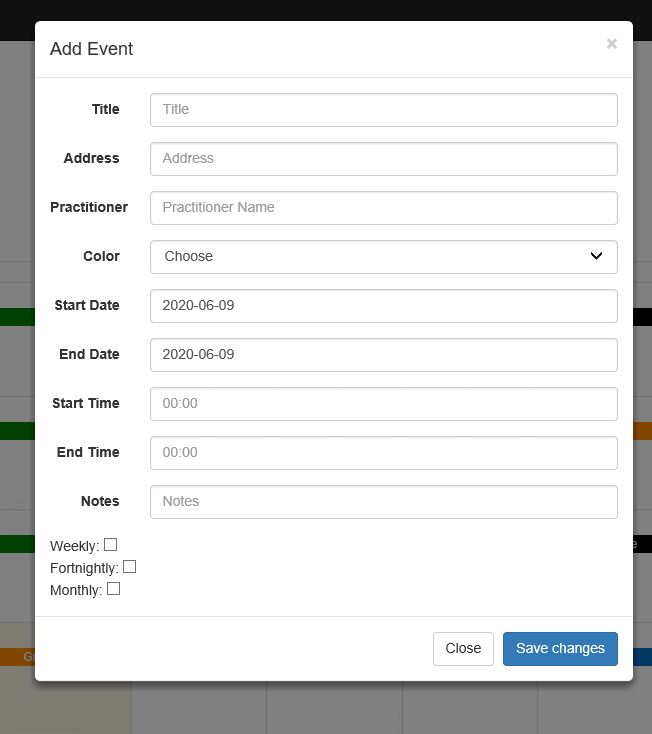 Add Event ×
Title Title
Address Address
Practitioner Practitioner Name
Color Choose
Start Date 2020-06-09
End Date 2020-06-09
Start Time 00:00
End Time 00:00
Notes Notes
Weekly:
Fortnightly:
Monthly:
Close Save changes